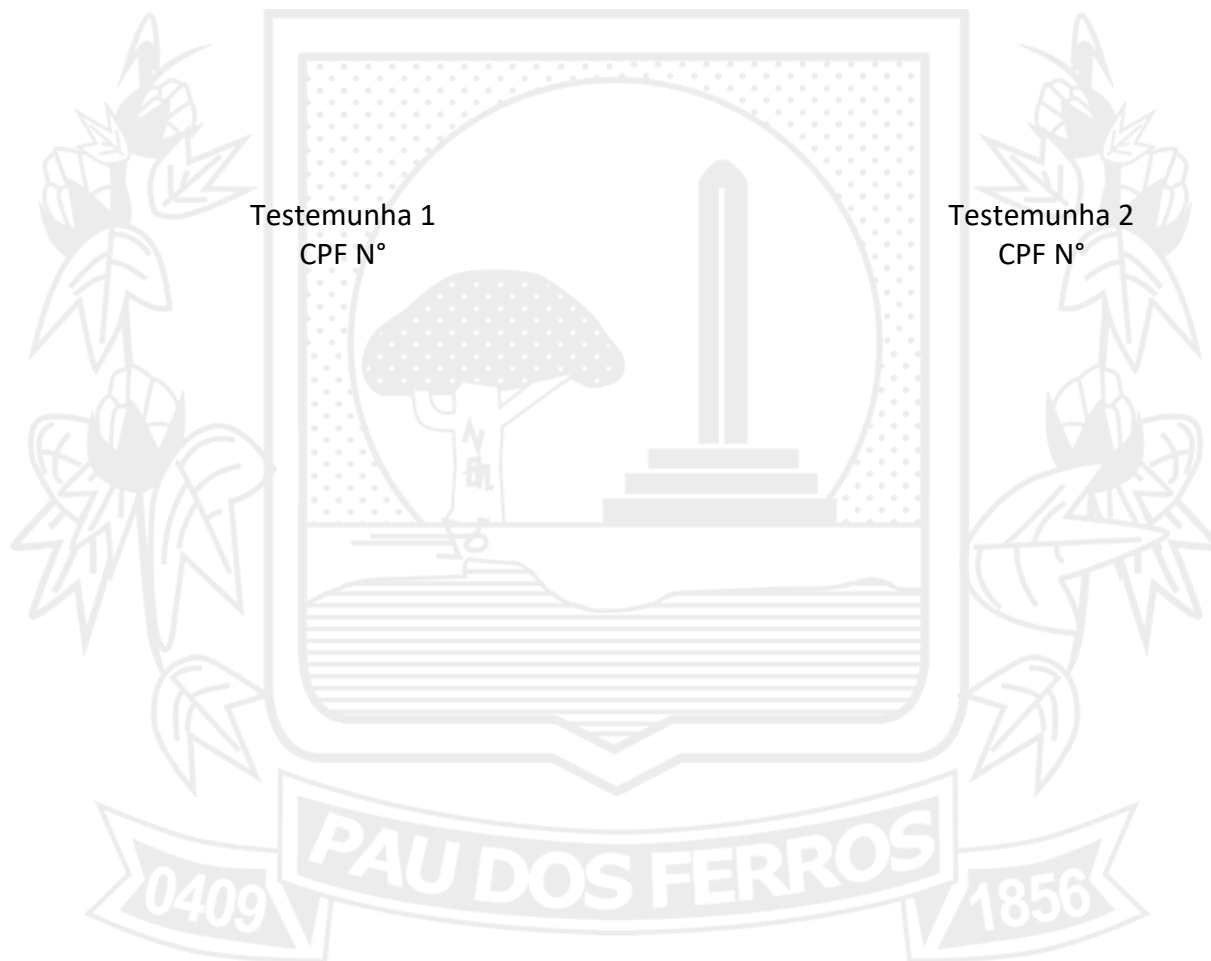 Testemunha 1
CPF N°
Testemunha 2
CPF N°
PAU DOS FERROS
0409
1856